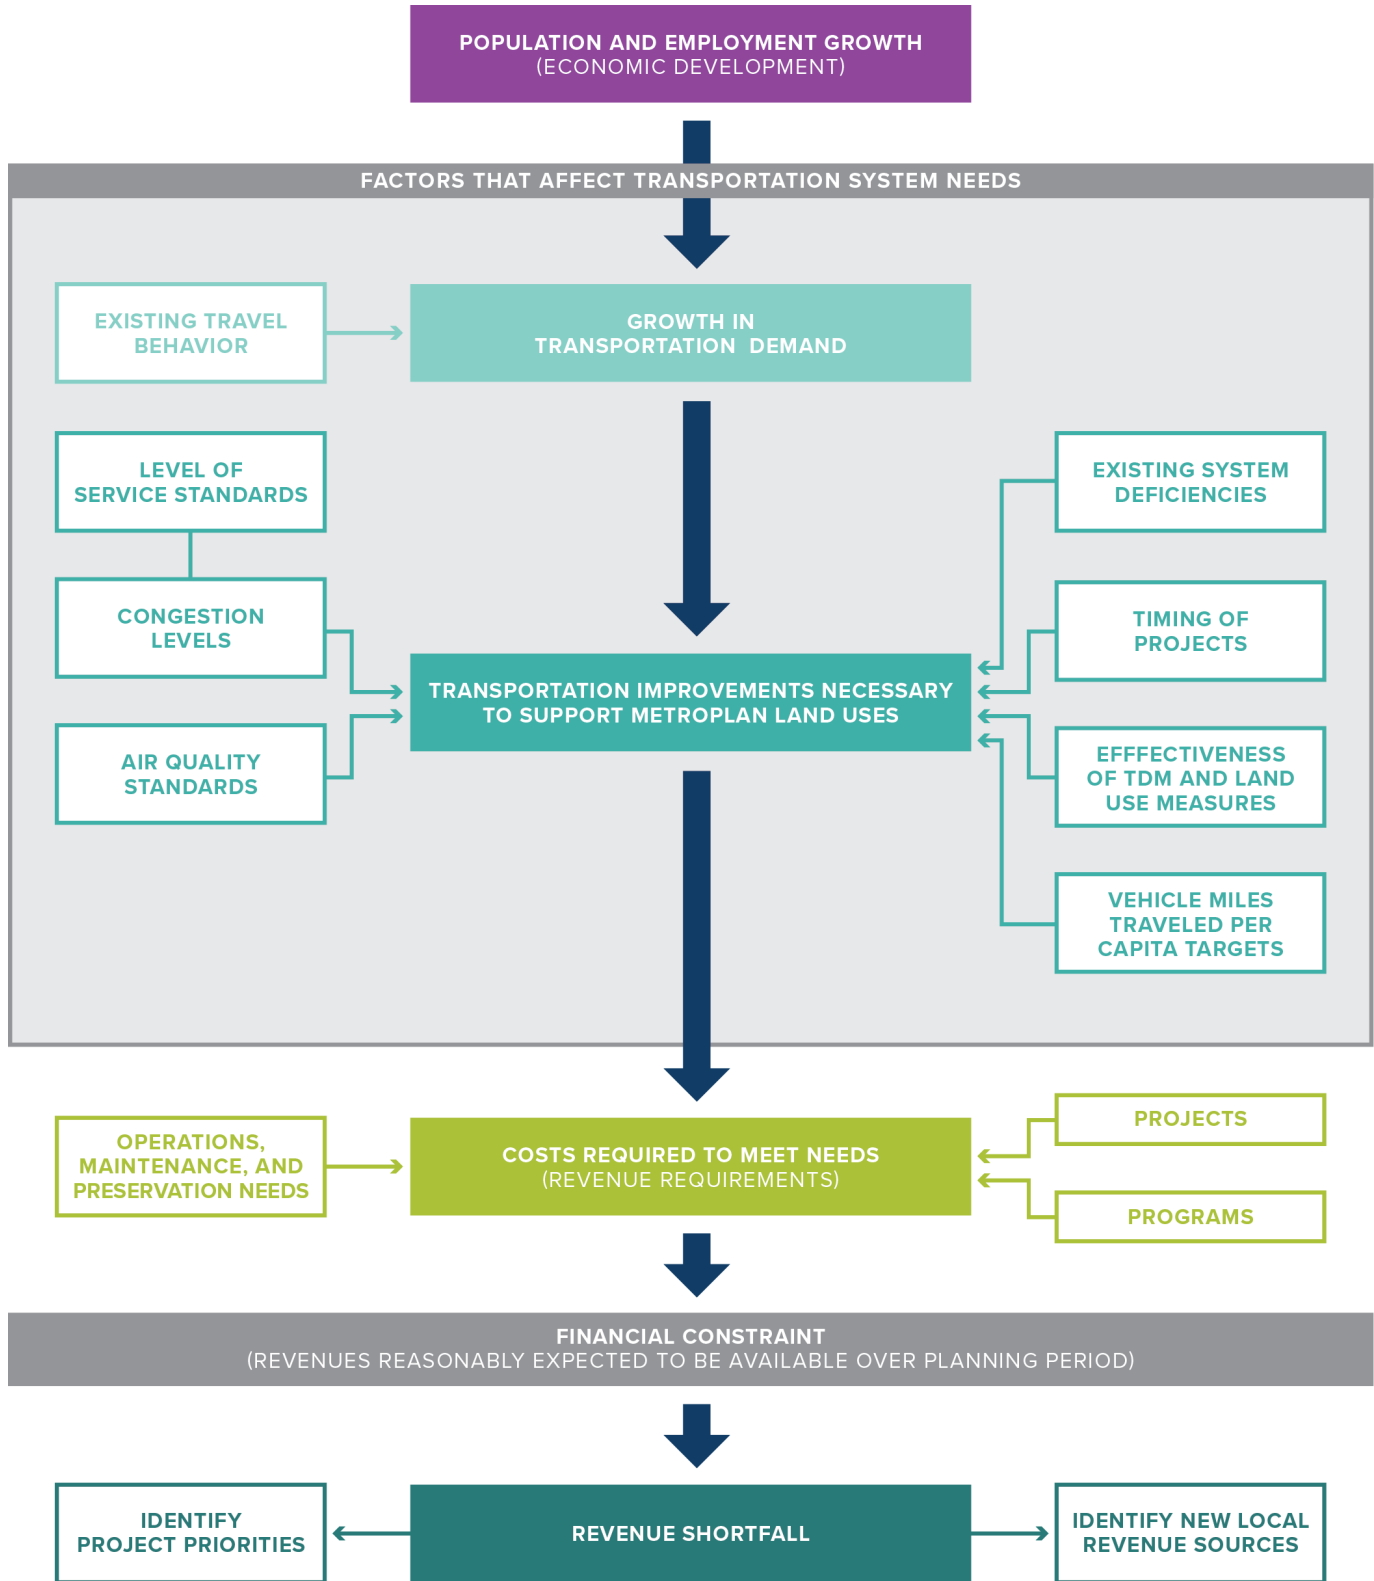 POPULATION AND EMPLOYMENT GROWTH
(ECONOMIC DEVELOPMENT)
FACTORS THAT AFFECT TRANSPORTATION SYSTEM NEEDS
EXISTING TRAVEL
BEHAVIOR
GROWTH IN
TRANSPORTATION DEMAND
LEVEL OF
SERVICE STANDARDS
EXISTING SYSTEM
DEFICIENCIES
CONGESTION
LEVELS
TIMING OF
PROJECTS
TRANSPORTATION IMPROVEMENTS NECESSARY
TO SUPPORT METROPLAN LAND USES
AIR QUALITY
STANDARDS
EFFFECTIVENESS
OF TDM AND LAND
USE MEASURES
VEHICLE MILES
TRAVELED PER
CAPITA TARGETS
OPERATIONS,
MAINTENANCE, AND
PRESERVATION NEEDS
COSTS REQUIRED TO MEET NEEDS
(REVENUE REQUIREMENTS)
PROJECTS
PROGRAMS
FINANCIAL CONSTRAINT
(REVENUES REASONABLY EXPECTED TO BE AVAILABLE OVER PLANNING PERIOD)
IDENTIFY
PROJECT PRIORITIES
REVENUE SHORTFALL
IDENTIFY NEW LOCAL
REVENUE SOURCES